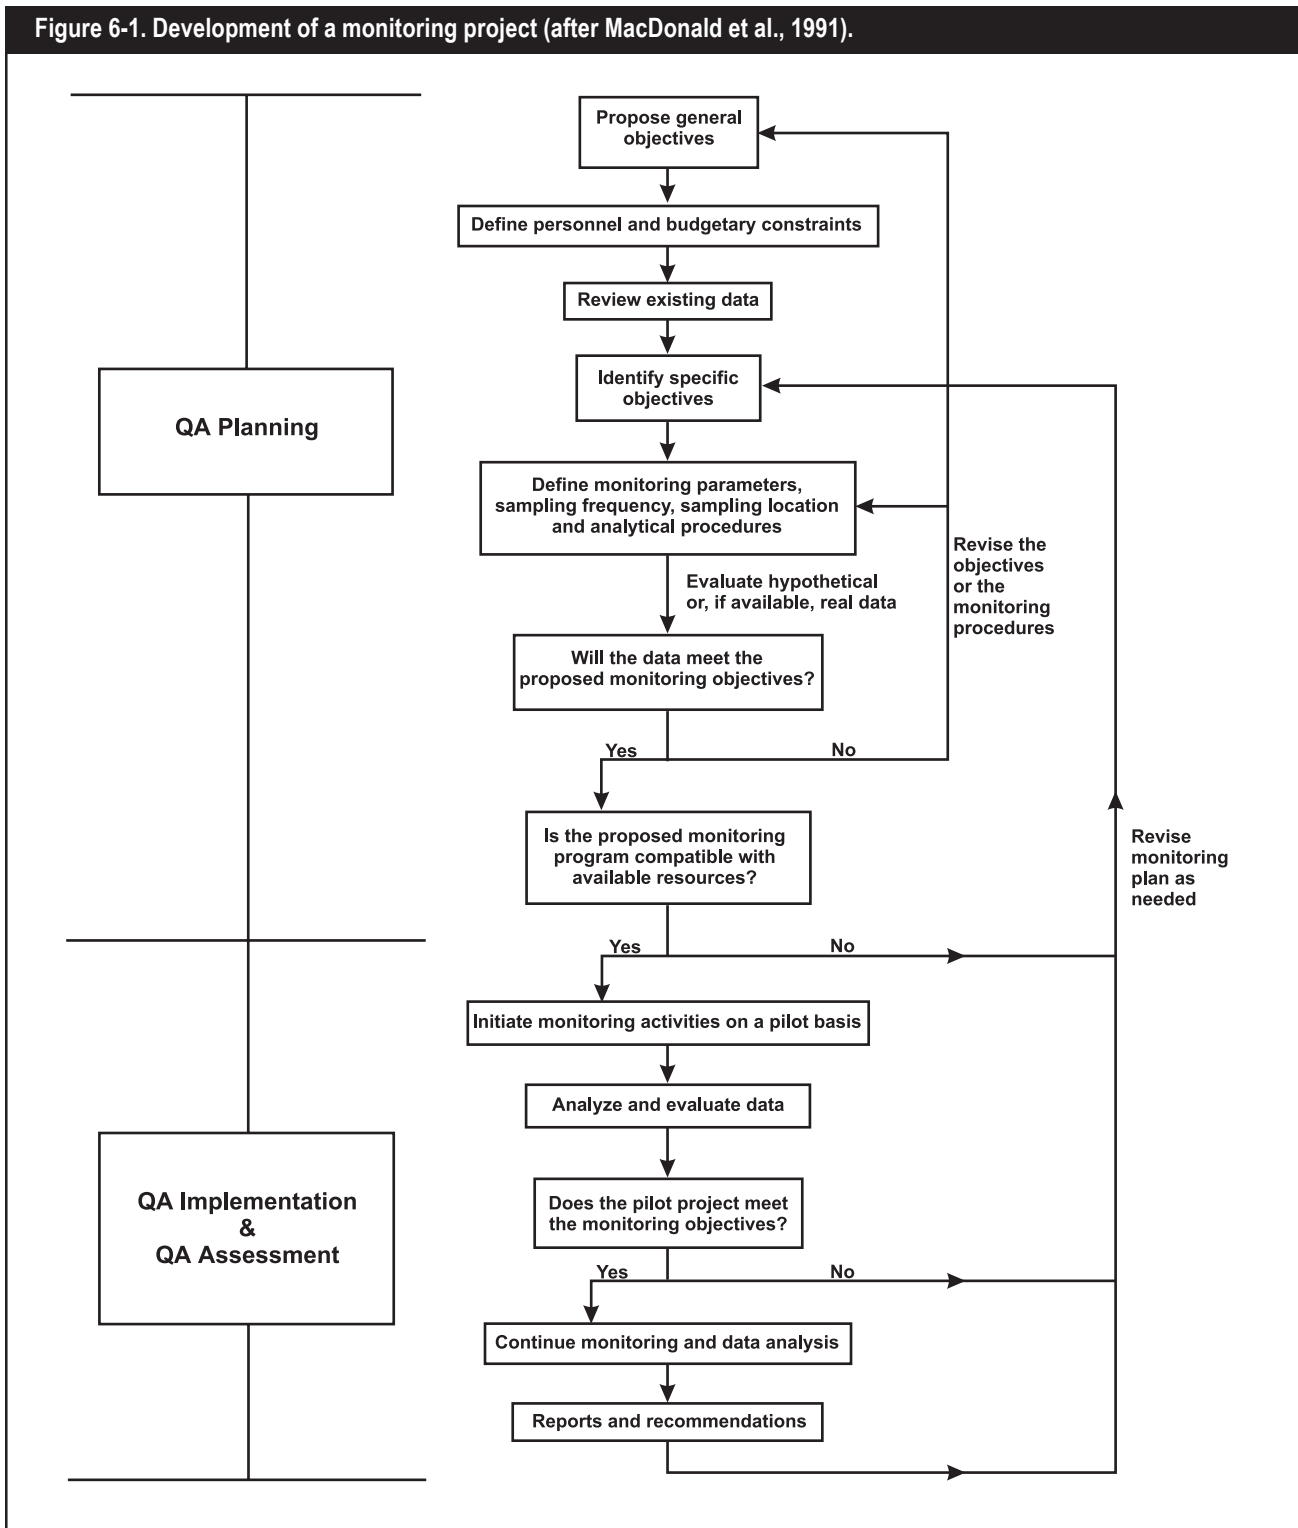 Figure 6-1. Development of a monitoring project (after MacDonald et al., 1991).
Propose general
objectives
Define personnel and budgetary constraints
Review existing data
Identify specific
objectives
QA Planning
Define monitoring parameters,
sampling frequency, sampling location
and analytical procedures
Revise the
objectives
or the
monitoring
procedures
Evaluate hypothetical
or, if available, real data
Will the data meet the
proposed monitoring objectives?
Yes
No
Is the proposed monitoring
program compatible with
available resources?
Revise
monitoring
plan as
needed
Yes
No
Initiate monitoring activities on a pilot basis
Analyze and evaluate data
QA Implementation
&
QA Assessment
Does the pilot project meet
the monitoring objectives?
Yes
No
Continue monitoring and data analysis
Reports and recommendations